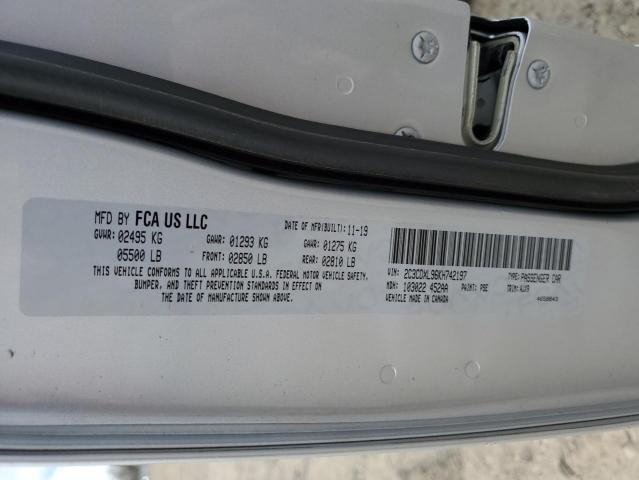 MFD BY FCA US LLC
DATE OF MFR(BUILT): 11-19
GVWR: 02495 KG GAWR: 01293 KG GAWR: 01275 KG
05500 LB FRONT: 02850 LB REAR: 02810 LB
THIS VEHICLE CONFORMS TO ALL APPLICABLE U.S.A. FEDERAL MOTOR VEHICLE SAFETY,
BUMPER, AND THEFT PREVENTION STANDARDS IN EFFECT ON
THE DATE OF MANUFACTURE SHOWN ABOVE.
VIN: 2C3CDXL96KH742197 TYPE: PASSENGER CAR
MDH: 103022 452AA PAINT: PSE TRIM: AJX9
VEHICLE MADE IN CANADA